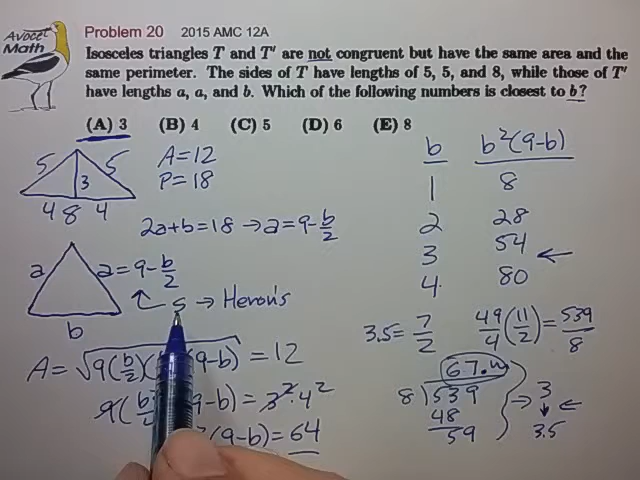 Avocet
Math
Problem 20 2015 AMC 12A
Isosceles triangles T and T′ are not congruent but have the same area and the
same perimeter. The sides of T have lengths of 5, 5, and 8, while those of T′
have lengths a, a, and b. Which of the following numbers is closest to b?
(A) 3 (B) 4 (C) 5 (D) 6 (E) 8
5 5
3
4 8 4
A=12
P=18
2a+b=18→a=9-b/2
a a=9-b/2
b
s → Heron's
A=√9(b/2)( (9-b) =12
9(b 9-b)=3²·4²
(9-b)=64
b b²(9-b)
1 8
2 28
3 54 ←
4 80
3.5=7/2 49/4(11/2)=539/8
67.
8)539
48
59
→ 3
↓ ←
3.5